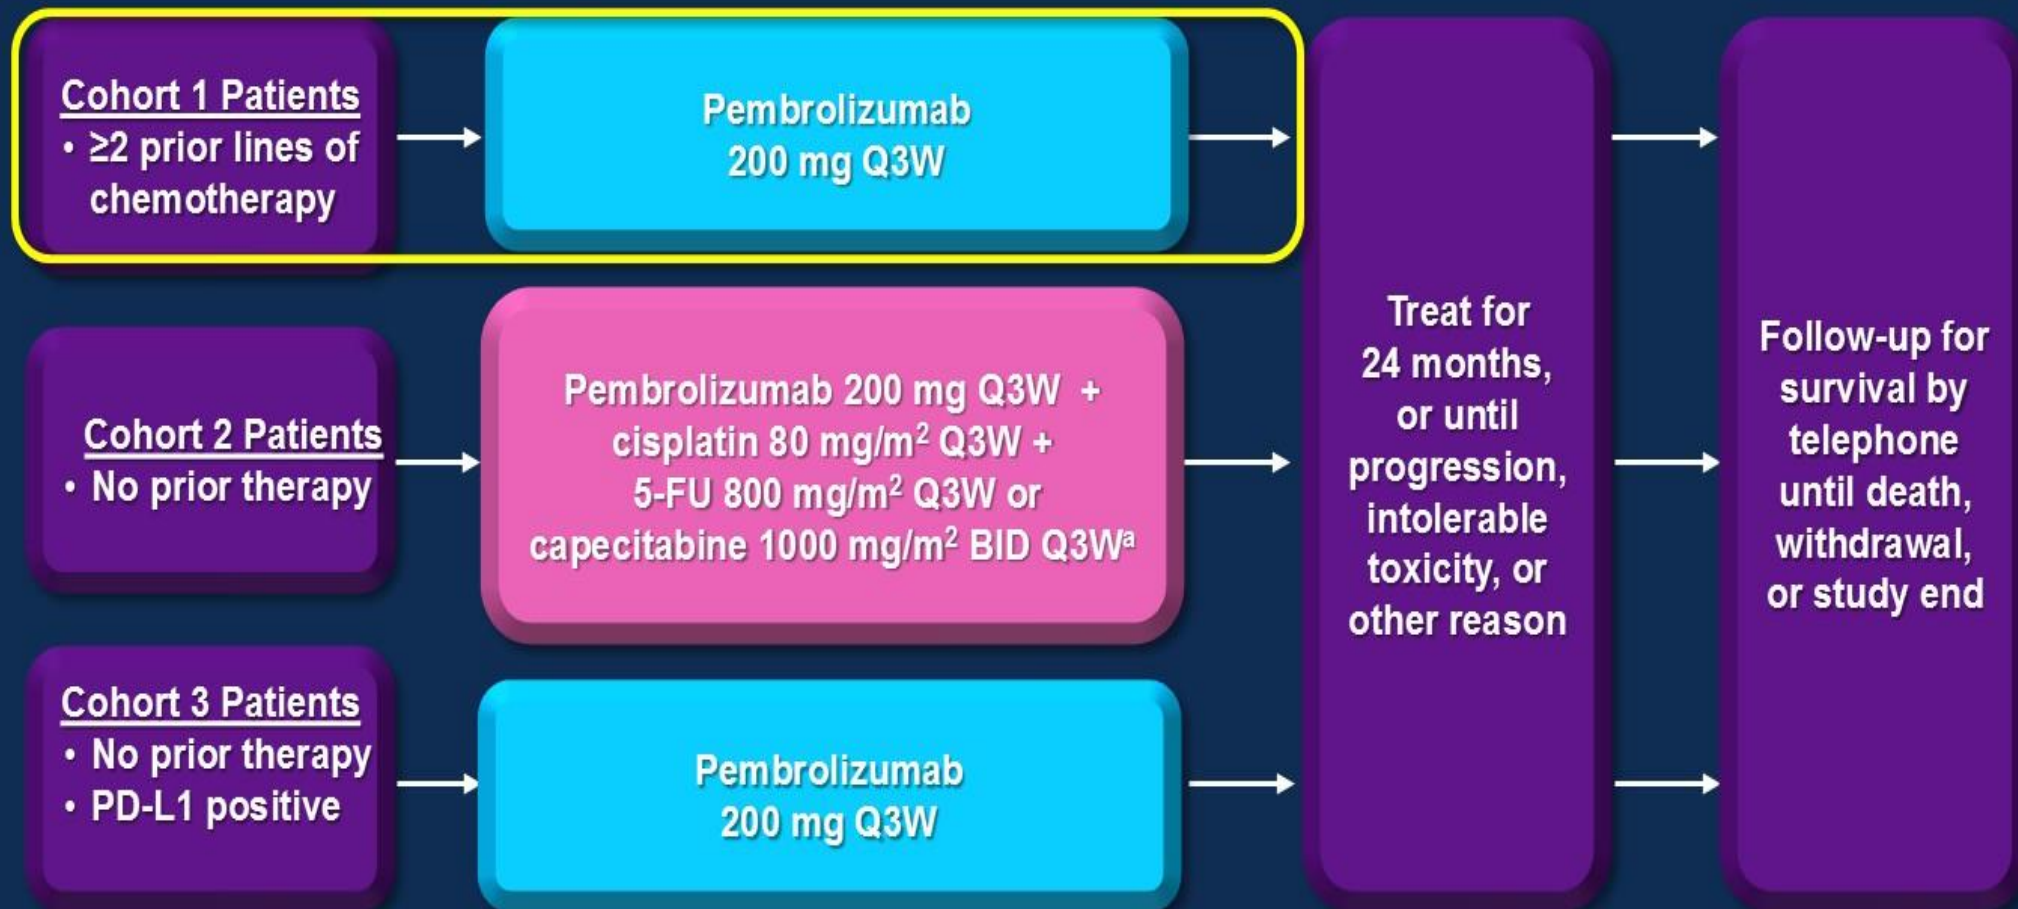 Cohort 1 Patients
• ≥2 prior lines of
chemotherapy
Pembrolizumab
200 mg Q3W
Cohort 2 Patients
• No prior therapy
Pembrolizumab 200 mg Q3W +
cisplatin 80 mg/m² Q3W +
5-FU 800 mg/m² Q3W or
capecitabine 1000 mg/m² BID Q3Wᵃ
Cohort 3 Patients
• No prior therapy
• PD-L1 positive
Pembrolizumab
200 mg Q3W
Treat for
24 months,
or until
progression,
intolerable
toxicity, or
other reason
Follow-up for
survival by
telephone
until death,
withdrawal,
or study end